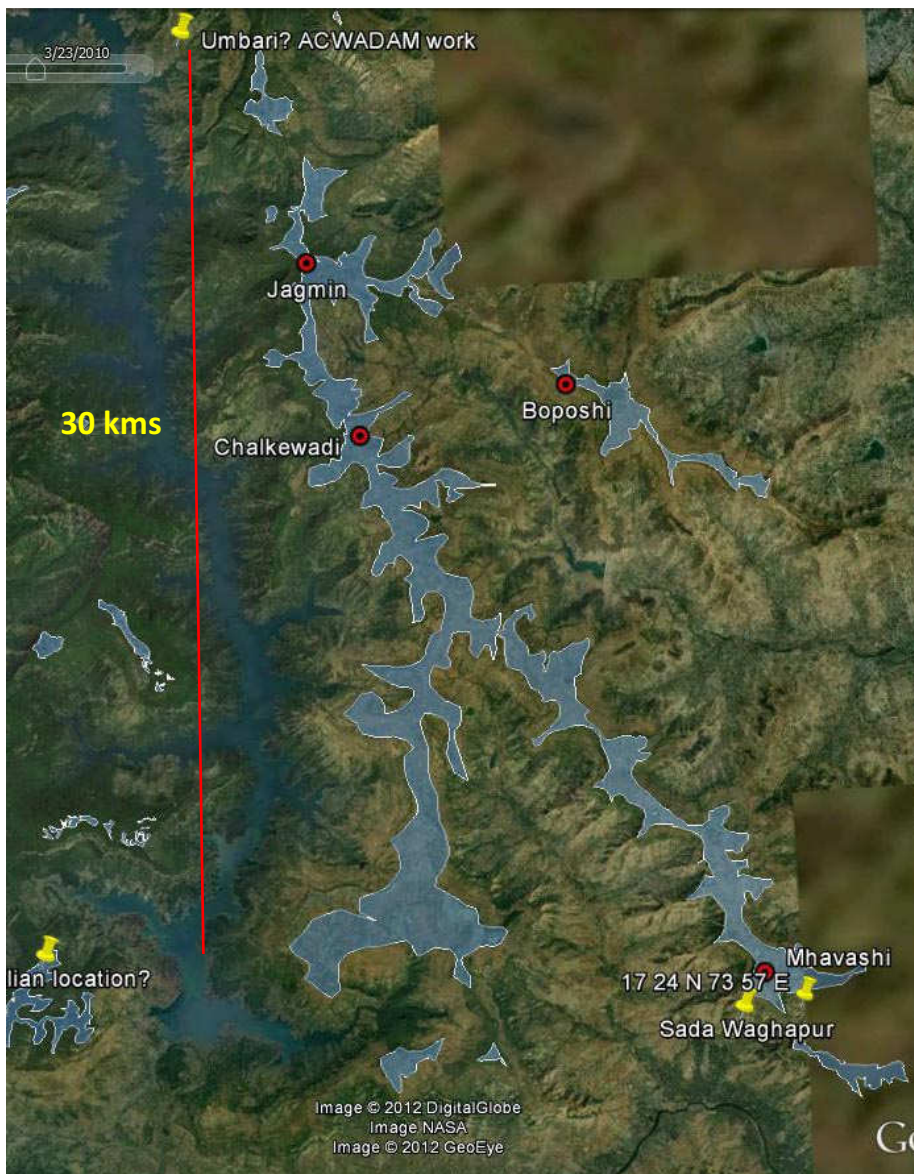 Umbari? ACWADAM work
3/23/2010
Jagmin
Boposhi
30 kms
Chalkewadi
Mhavashi
lian location?
17 24 N 73 57 E
Sada Waghapur
Image © 2012 DigitalGlobe
Image NASA
Image © 2012 GeoEye